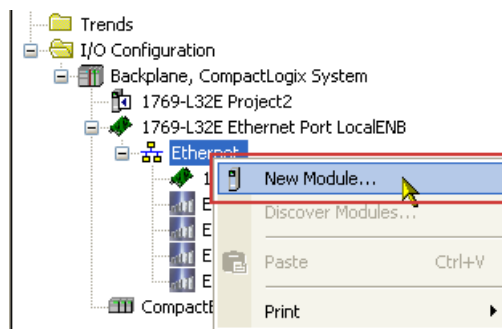 Trends
I/O Configuration
Backplane, CompactLogix System
1769-L32E Project2
1769-L32E Ethernet Port LocalENB
Ethernet
1
New Module...
E
Discover Modules...
E
E
Paste Ctrl+V
E
Print